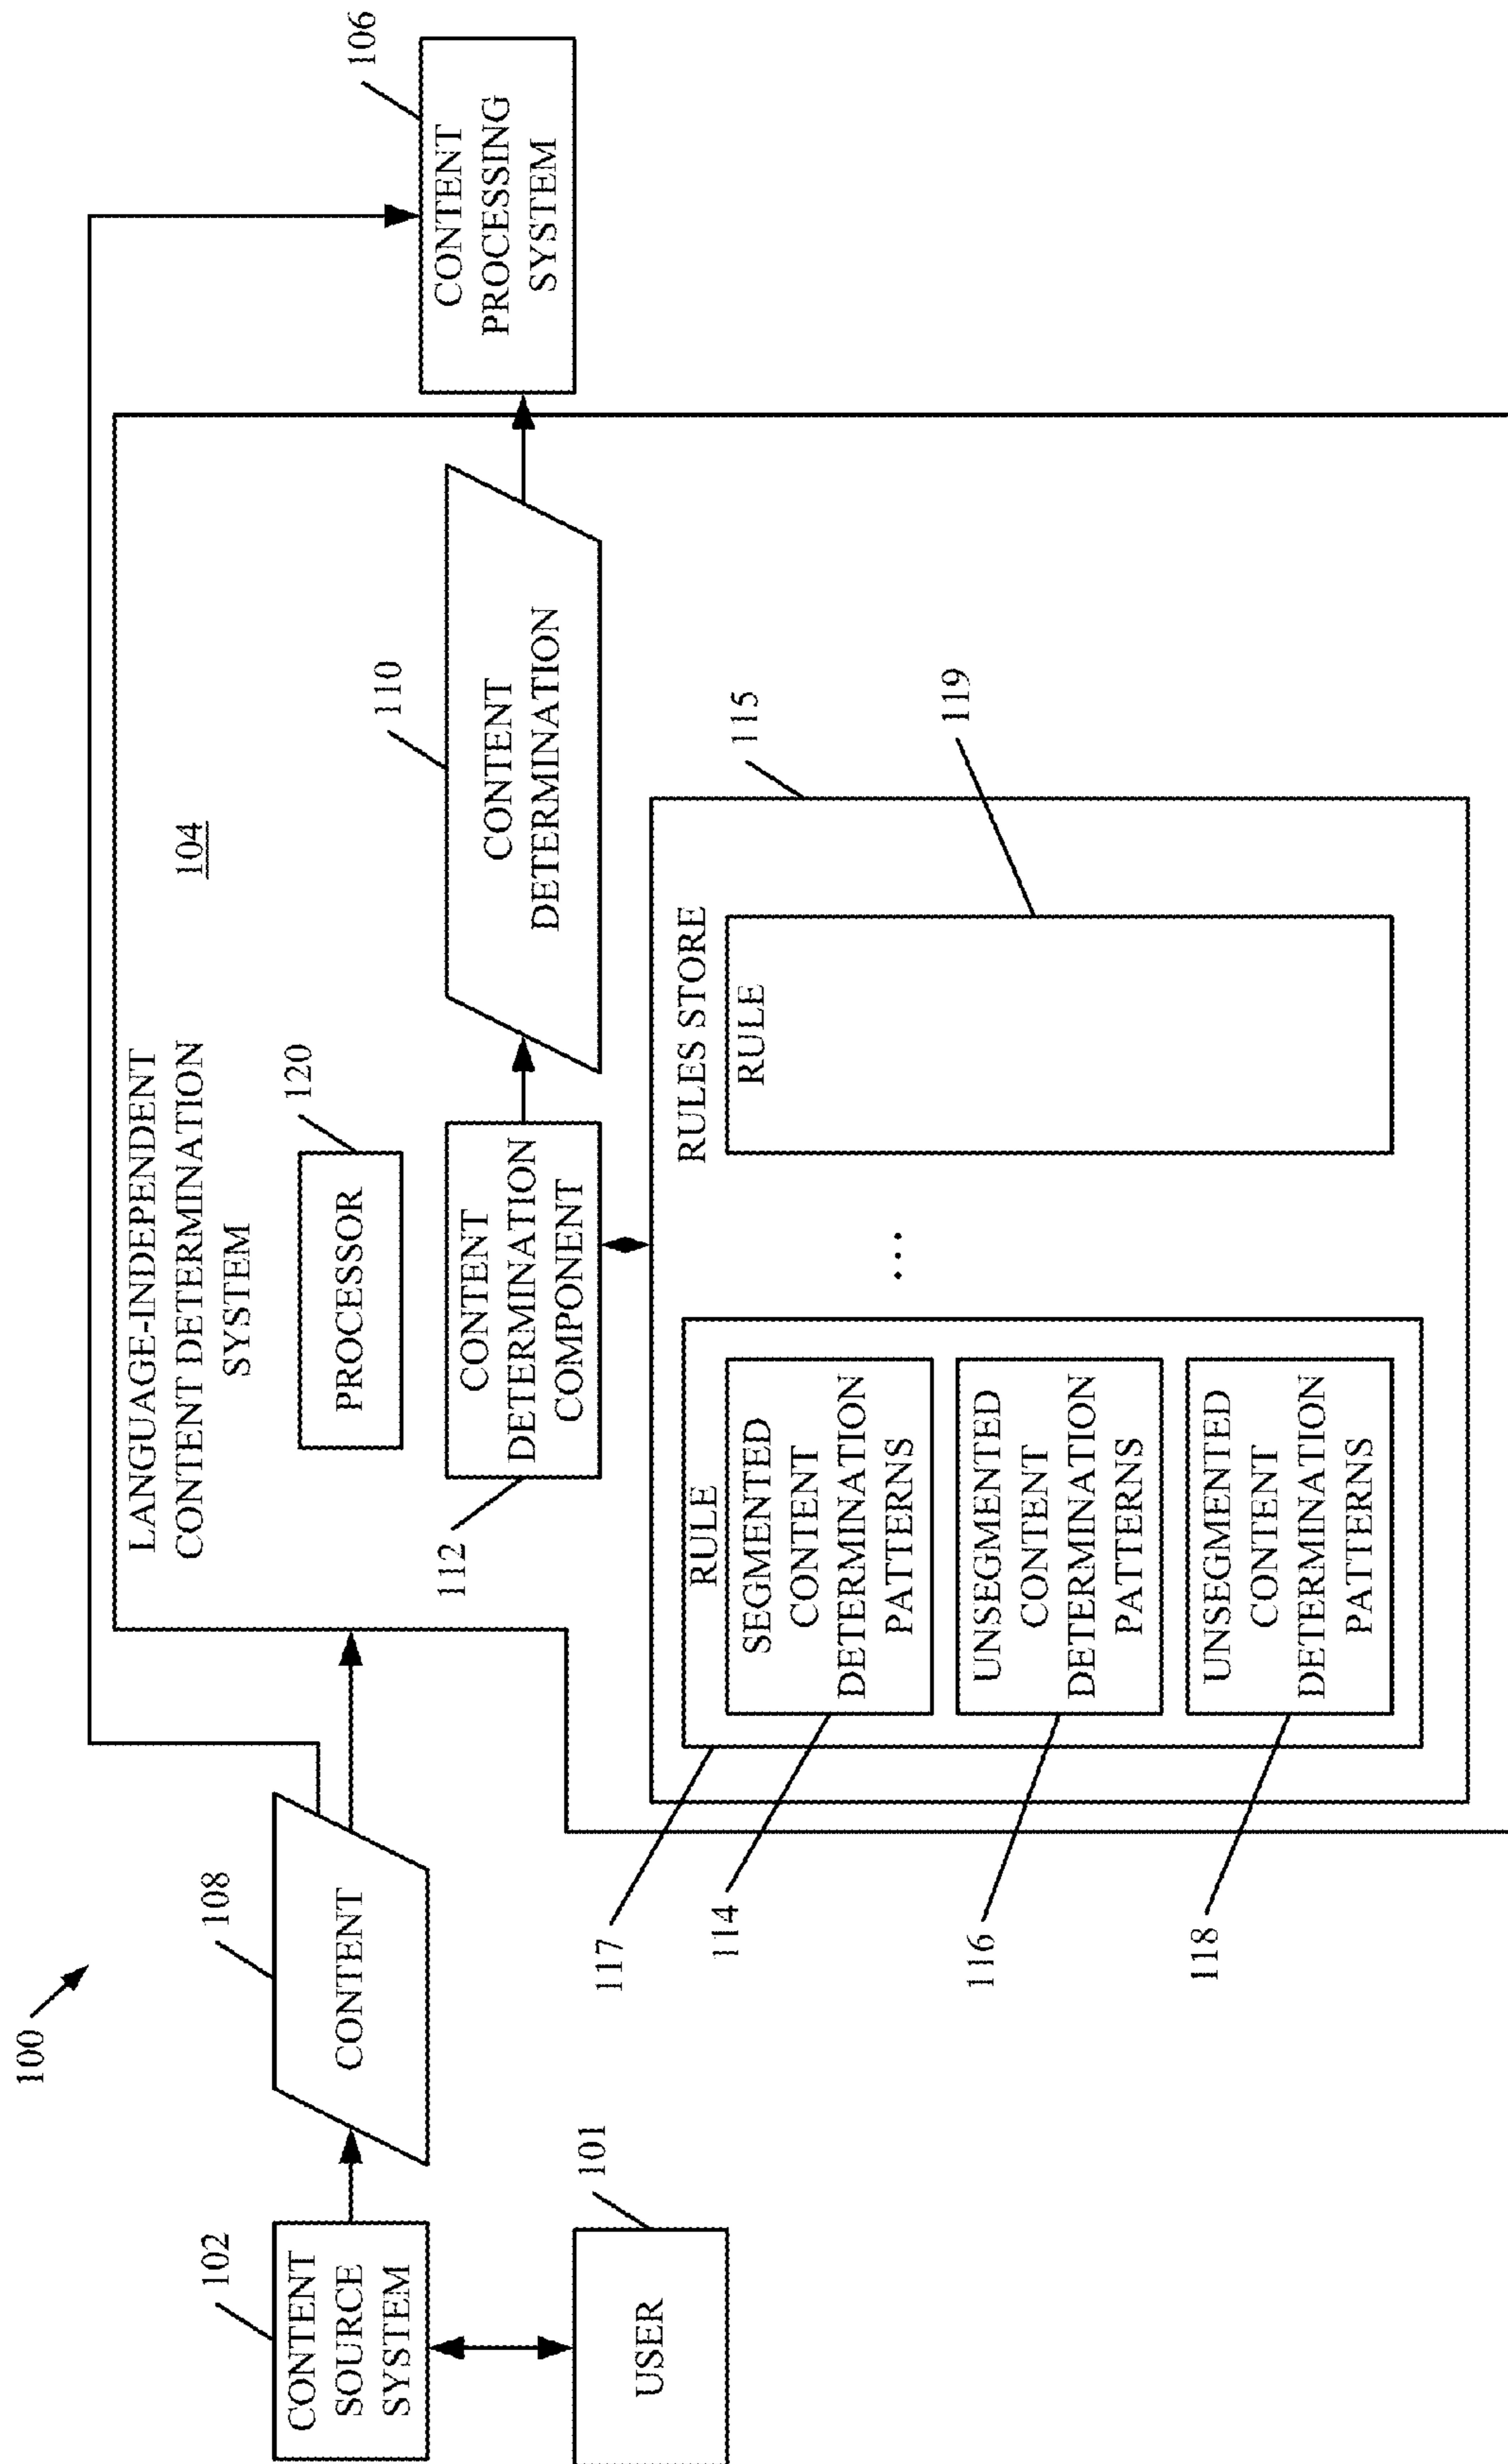 100
102
CONTENT
SOURCE
SYSTEM
101
USER
108
CONTENT
LANGUAGE-INDEPENDENT
CONTENT DETERMINATION
SYSTEM
104
120
PROCESSOR
112
CONTENT
DETERMINATION
COMPONENT
110
CONTENT
DETERMINATION
106
CONTENT
PROCESSING
SYSTEM
115
RULES STORE
117
RULE
114
SEGMENTED
CONTENT
DETERMINATION
PATTERNS
116
UNSEGMENTED
CONTENT
DETERMINATION
PATTERNS
118
UNSEGMENTED
CONTENT
DETERMINATION
PATTERNS
...
119
RULE